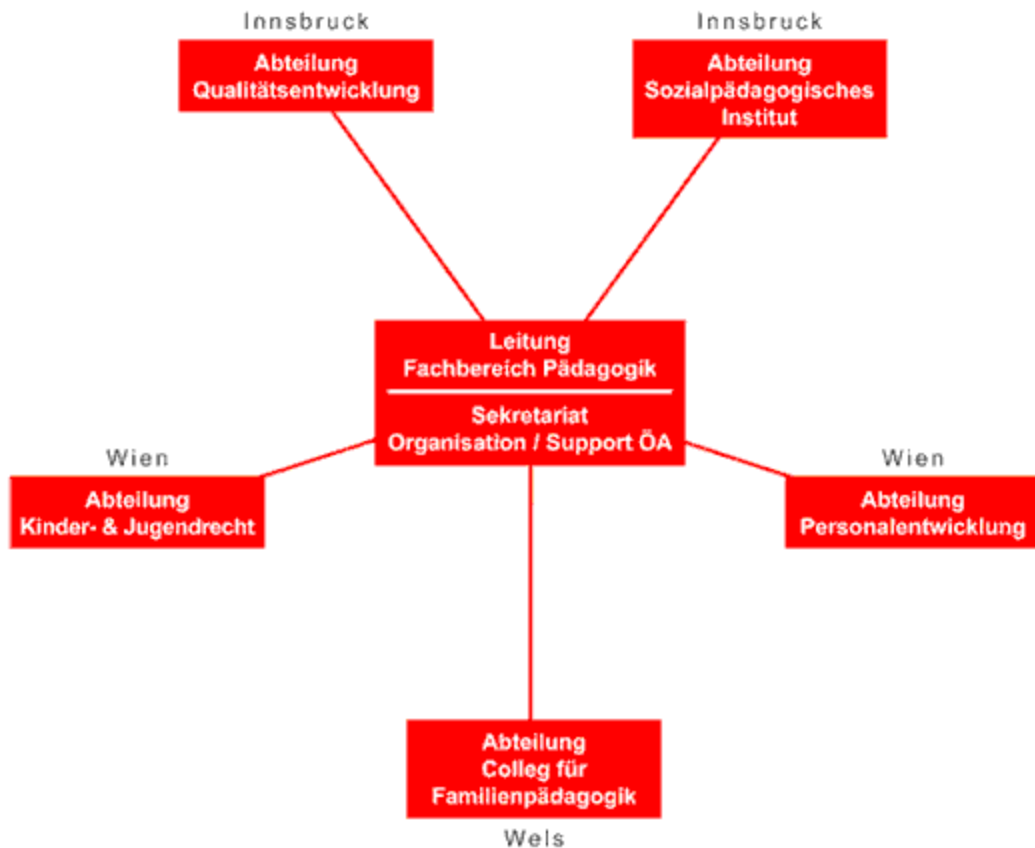 Innsbruck
Abteilung
Qualitätsentwicklung
Innsbruck
Abteilung
Sozialpädagogisches
Institut
Leitung
Fachbereich Pädagogik
Sekretariat
Organisation / Support ÖA
Wien
Abteilung
Kinder- & Jugendrecht
Wien
Abteilung
Personalentwicklung
Abteilung
Colleg für
Familienpädagogik
Wels